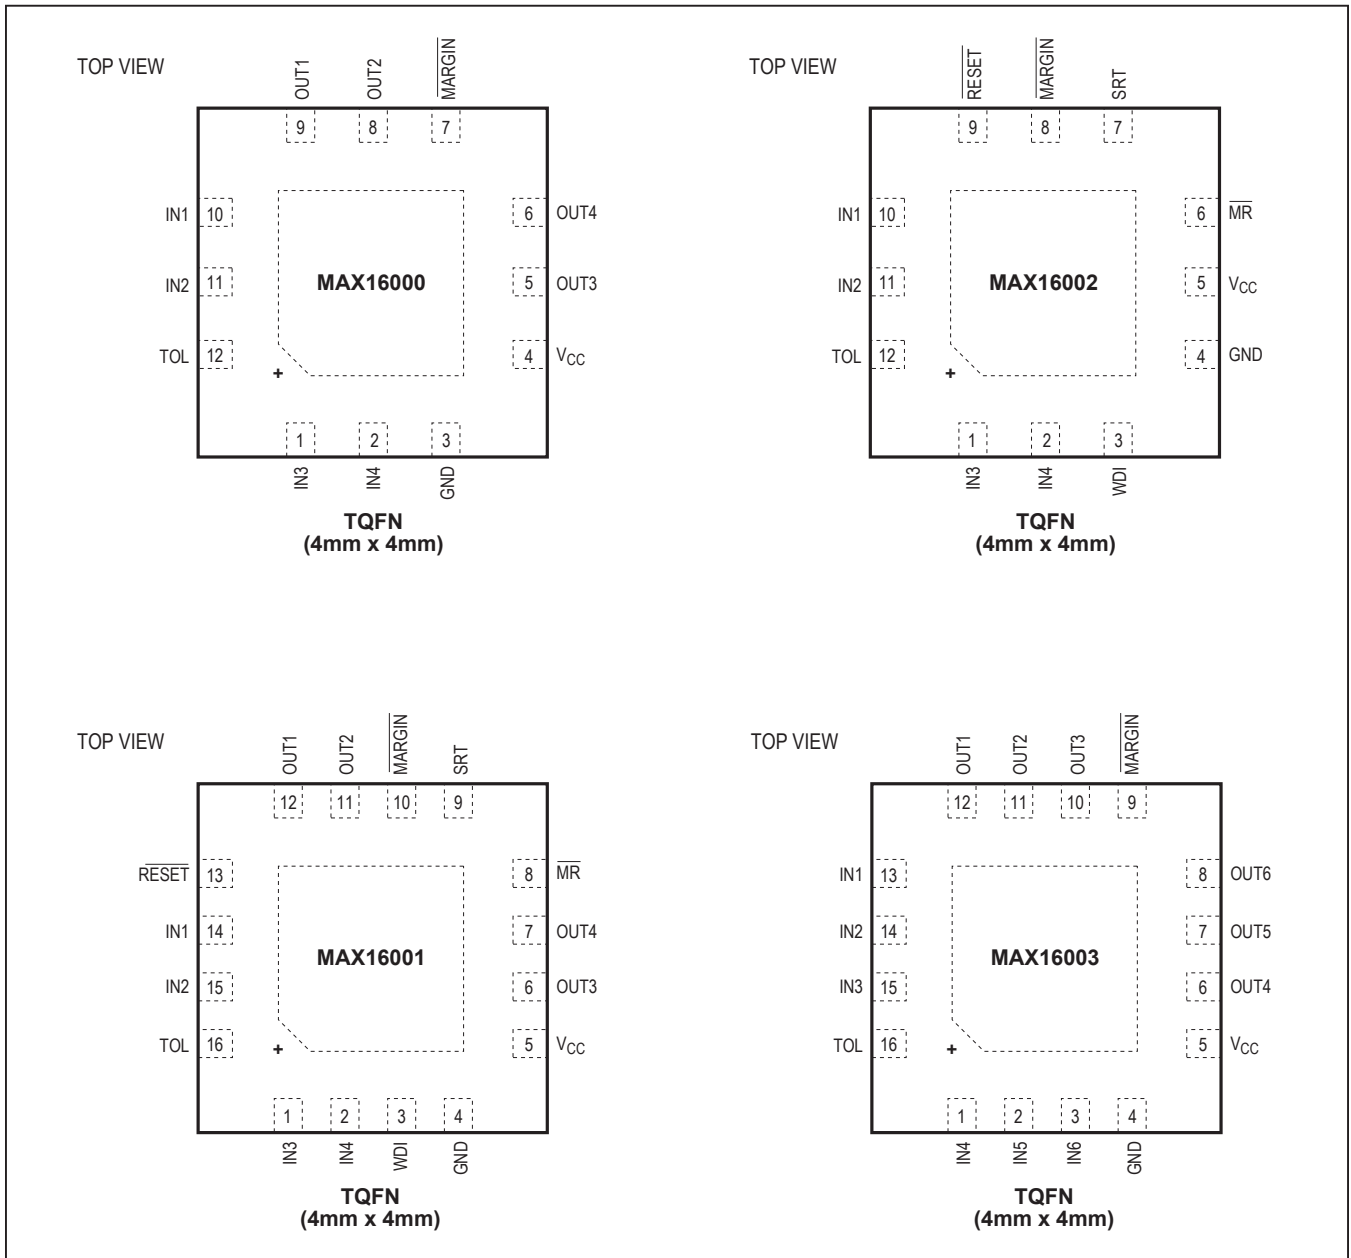 TOP VIEW
OUT1
OUT2
MARGIN
9
8
7
IN1 10
6 OUT4
IN2 11
MAX16000
5 OUT3
TOL 12
4 VCC
+
1
2
3
IN3
IN4
GND
TQFN
(4mm x 4mm)
TOP VIEW
RESET
MARGIN
SRT
9
8
7
IN1 10
6 MR
IN2 11
MAX16002
5 VCC
TOL 12
4 GND
+
1
2
3
IN3
IN4
WDI
TQFN
(4mm x 4mm)
TOP VIEW
OUT1
OUT2
MARGIN
SRT
12
11
10
9
RESET 13
8 MR
IN1 14
7 OUT4
MAX16001
IN2 15
6 OUT3
TOL 16
5 VCC
+
1
2
3
4
IN3
IN4
WDI
GND
TQFN
(4mm x 4mm)
TOP VIEW
OUT1
OUT2
OUT3
MARGIN
12
11
10
9
IN1 13
8 OUT6
IN2 14
7 OUT5
MAX16003
IN3 15
6 OUT4
TOL 16
5 VCC
+
1
2
3
4
IN4
IN5
IN6
GND
TQFN
(4mm x 4mm)